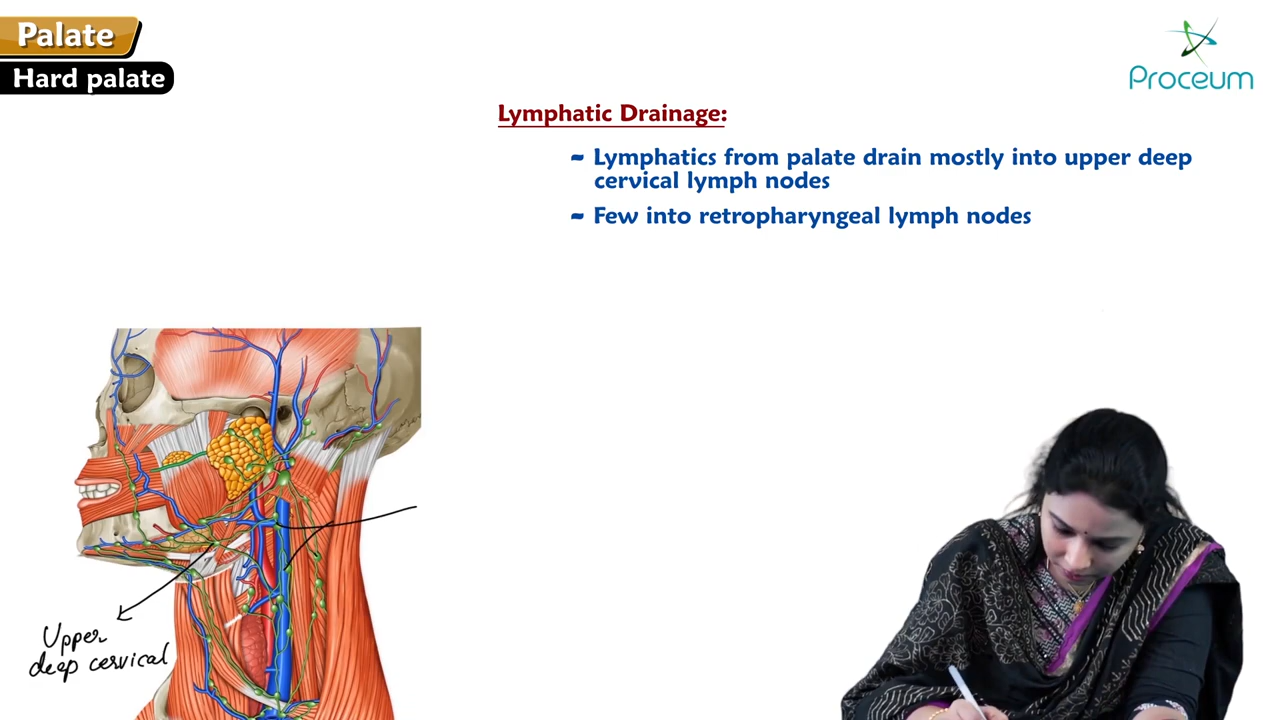 Palate
Hard palate
Proceum
Lymphatic Drainage:
~ Lymphatics from palate drain mostly into upper deep
cervical lymph nodes
~ Few into retropharyngeal lymph nodes
Upper
deep cervical